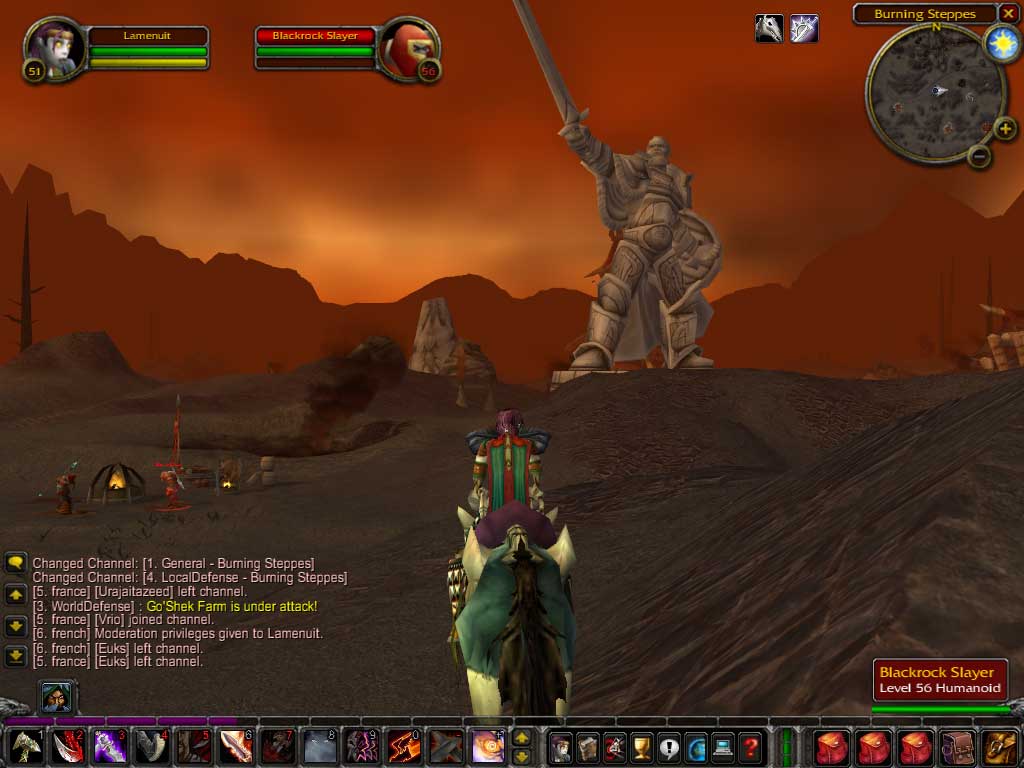 Lamenuit
51
Blackrock Slayer
56
Burning Steppes
N
Changed Channel: [1. General - Burning Steppes]
Changed Channel: [4. LocalDefense - Burning Steppes]
[5. france] [Urajaitazeed] left channel.
[3. WorldDefense] : Go'Shek Farm is under attack!
[5. france] [Vrio] joined channel.
[6. french] Moderation privileges given to Lamenuit.
[6. french] [Euks] left channel.
[5. france] [Euks] left channel.
Blackrock Slayer
Level 56 Humanoid
1 2 3 4 5 6 7 8 9 0